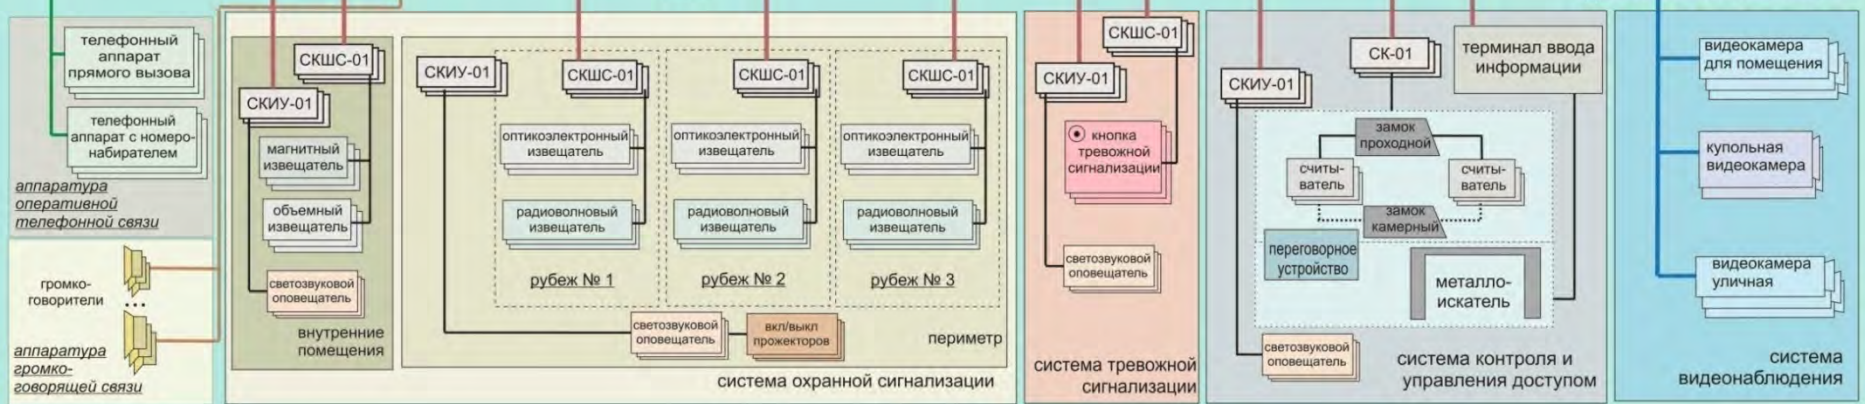 телефонный
аппарат
прямого вызова
телефонный
аппарат с номеро-
набирателем
аппаратура
оперативной
телефонной связи
громко-
говорители
...
аппаратура
громко-
говорящей связи
СКШС-01
СКИУ-01
магнитный
извещатель
объемный
извещатель
светозвуковой
оповещатель
внутренние
помещения
СКИУ-01
СКШС-01
оптикоэлектронный
извещатель
радиоволновый
извещатель
рубеж № 1
СКШС-01
оптикоэлектронный
извещатель
радиоволновый
извещатель
рубеж № 2
СКШС-01
оптикоэлектронный
извещатель
радиоволновый
извещатель
рубеж № 3
светозвуковой
оповещатель
вкл/выкл
прожекторов
периметр
система охранной сигнализации
СКШС-01
СКИУ-01
кнопка
тревожной
сигнализации
светозвуковой
оповещатель
система тревожной
сигнализации
СКИУ-01
СК-01
терминал ввода
информации
замок
проходной
считы-
ватель
считы-
ватель
замок
камерный
переговорное
устройство
металло-
искатель
светозвуковой
оповещатель
система контроля и
управления доступом
видеокамера
для помещения
купольная
видеокамера
видеокамера
уличная
система
видеонаблюдения